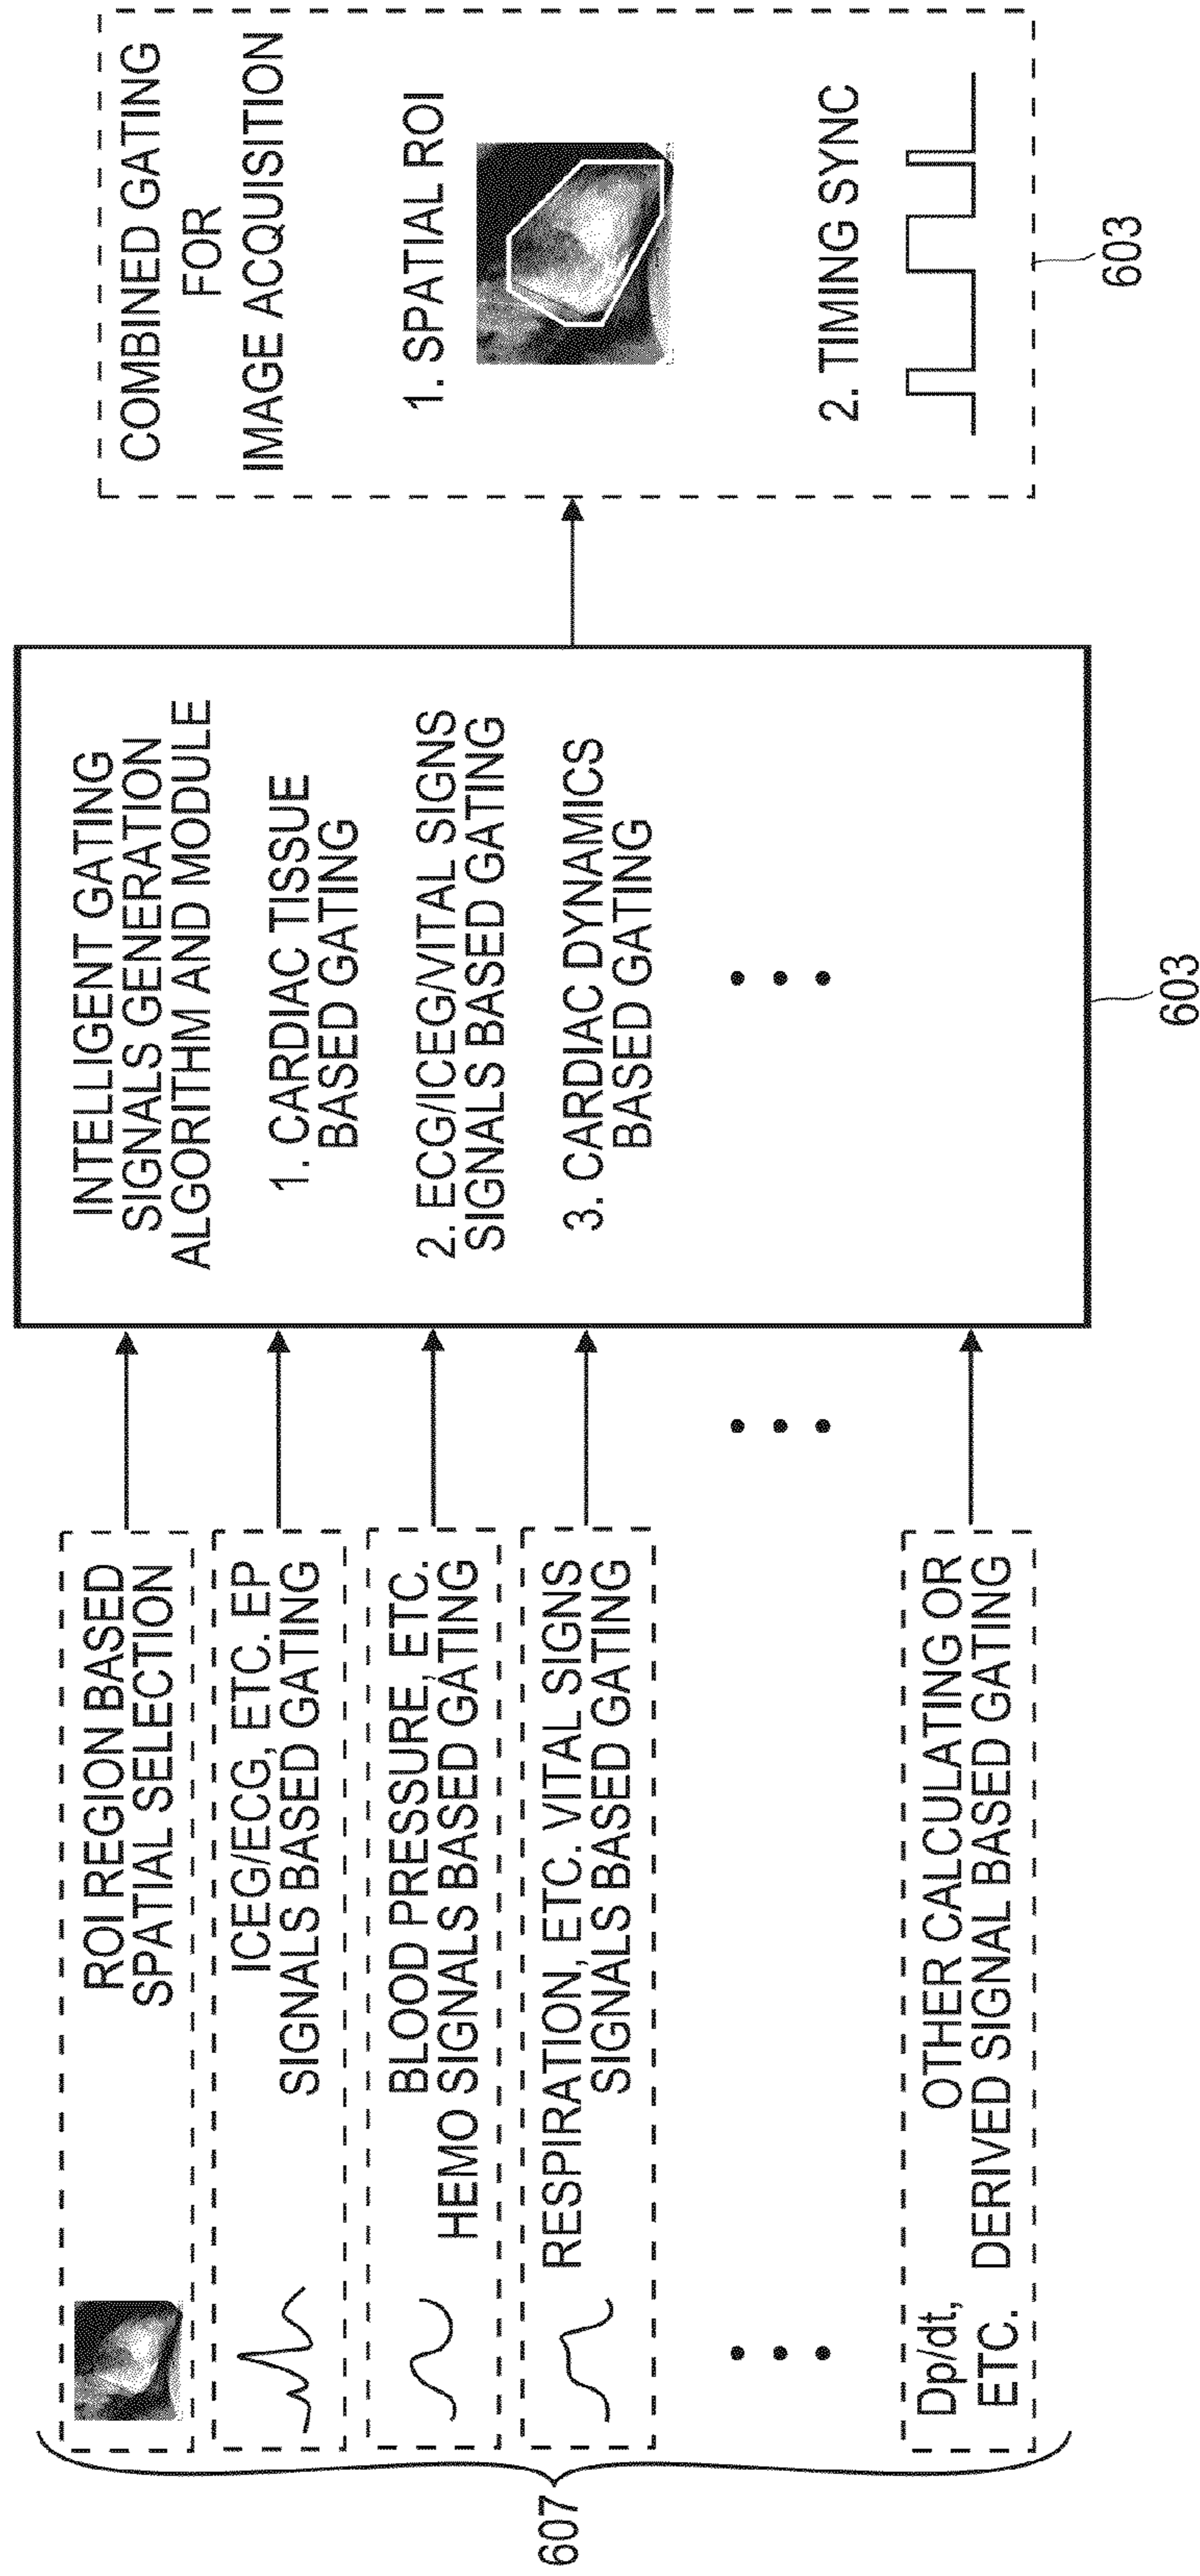 607
ROI REGION BASED
SPATIAL SELECTION
ICEG/ECG, ETC. EP
SIGNALS BASED GATING
BLOOD PRESSURE, ETC.
HEMO SIGNALS BASED GATING
RESPIRATION, ETC. VITAL SIGNS
SIGNALS BASED GATING
Dp/dt,
ETC.
OTHER CALCULATING OR
DERIVED SIGNAL BASED GATING
INTELLIGENT GATING
SIGNALS GENERATION
ALGORITHM AND MODULE
1. CARDIAC TISSUE
BASED GATING
2. ECG/ICEG/VITAL SIGNS
SIGNALS BASED GATING
3. CARDIAC DYNAMICS
BASED GATING
603
COMBINED GATING
FOR
IMAGE ACQUISITION
1. SPATIAL ROI
2. TIMING SYNC
603